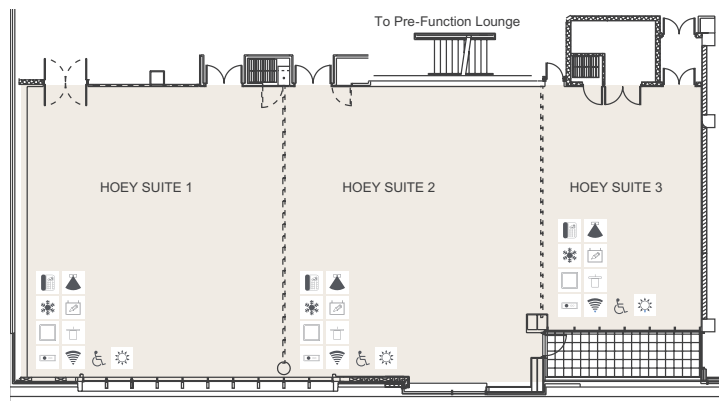 To Pre-Function Lounge
HOEY SUITE 1
HOEY SUITE 2
HOEY SUITE 3